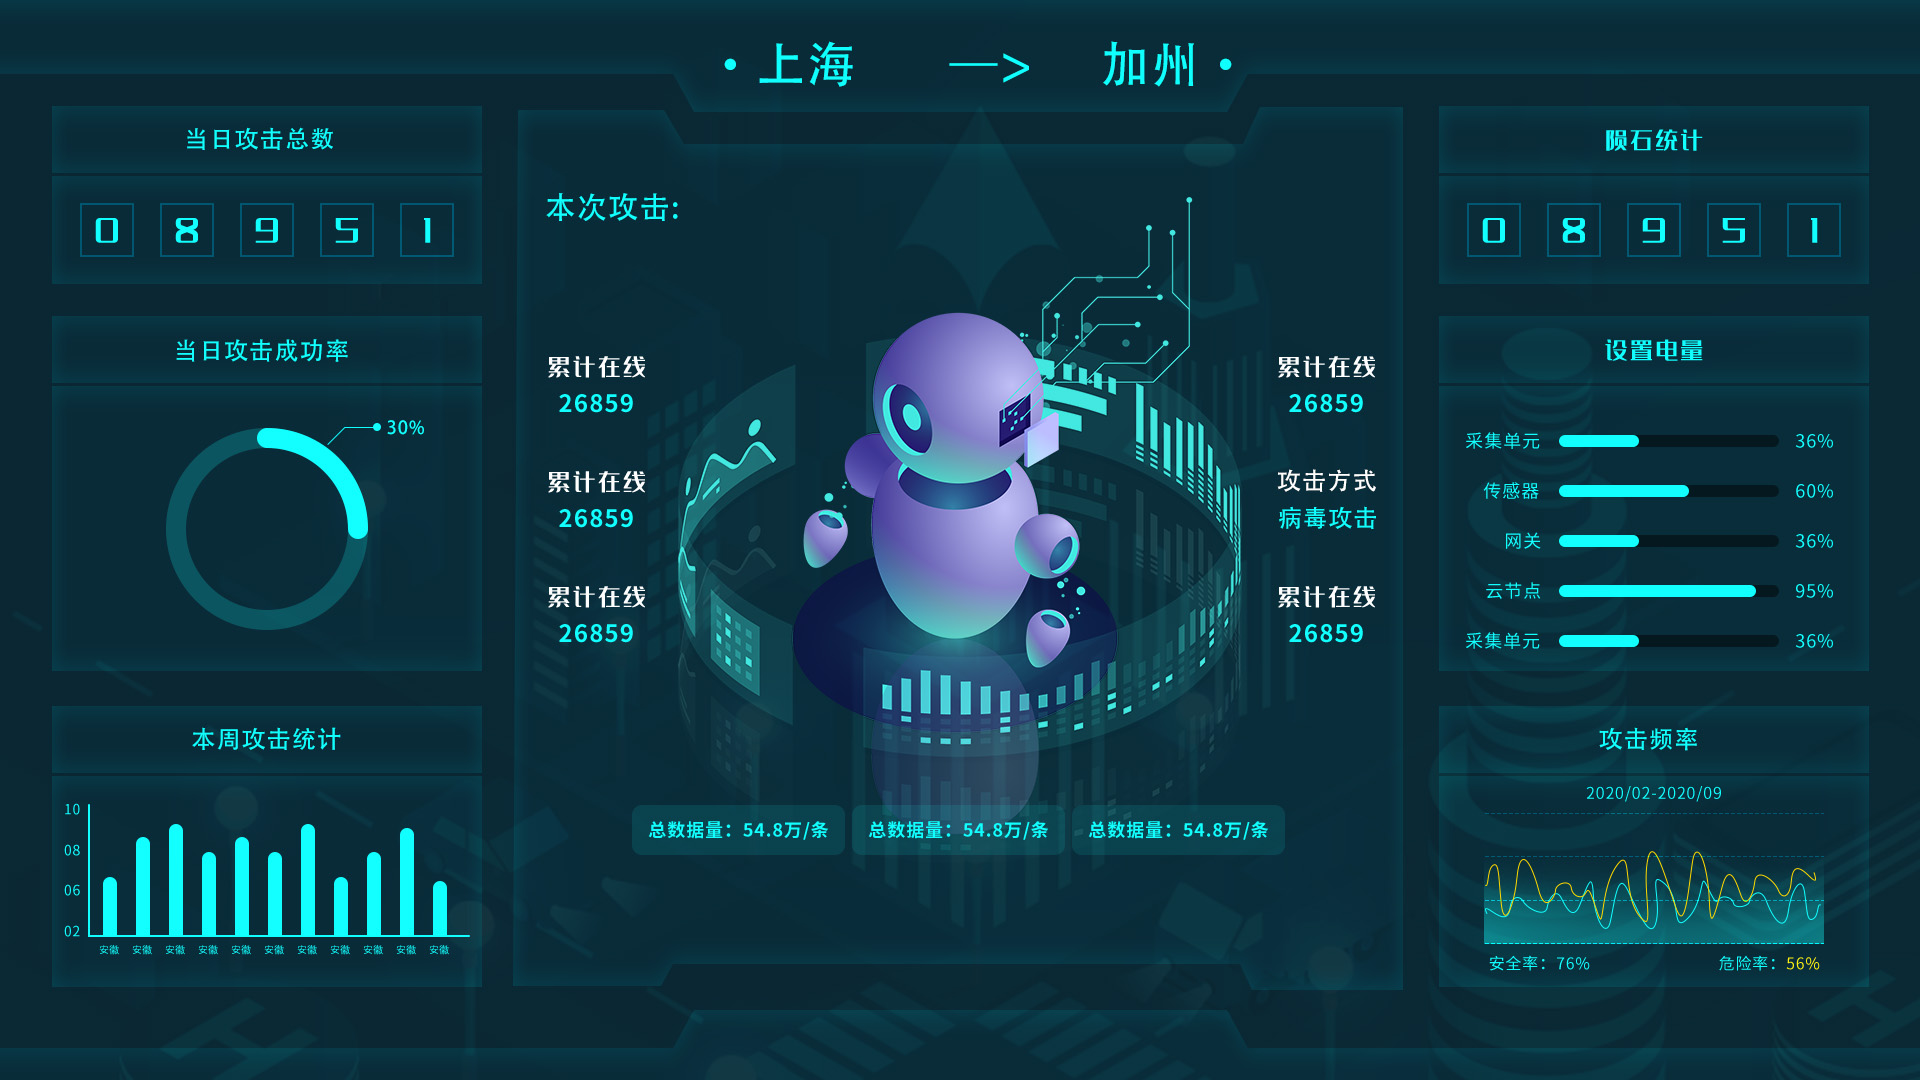 • 上海 —> 加州 •
当日攻击总数
0 8 9 5 1
当日攻击成功率
30%
本周攻击统计
10
08
06
02
安徽 安徽 安徽 安徽 安徽 安徽 安徽 安徽 安徽 安徽 安徽
本次攻击:
累计在线
26859
累计在线
26859
累计在线
26859
累计在线
26859
攻击方式
病毒攻击
累计在线
26859
总数据量：54.8万/条
总数据量：54.8万/条
总数据量：54.8万/条
陨石统计
0 8 9 5 1
设置电量
采集单元 36%
传感器 60%
网关 36%
云节点 95%
采集单元 36%
攻击频率
2020/02-2020/09
安全率：76% 危险率：56%